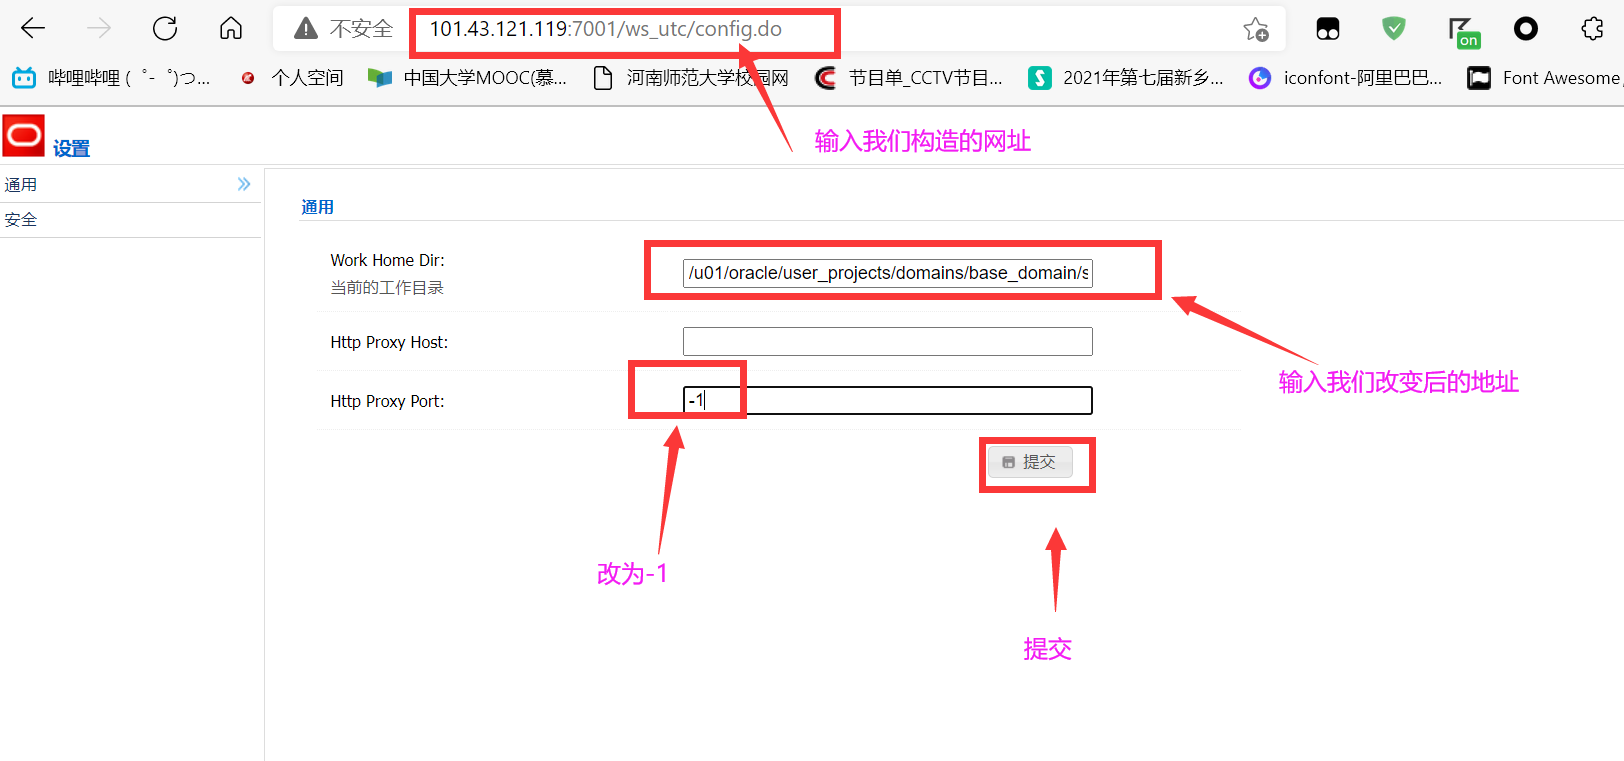 不安全
101.43.121.119:7001/ws_utc/config.do
on
哔哩哔哩 (゜-゜)つ...
个人空间
中国大学MOOC(慕...
河南师范大学校园网
节目单_CCTV节目...
2021年第七届新乡...
iconfont-阿里巴巴...
Font Awesome,
输入我们构造的网址
设置
通用
安全
通用
Work Home Dir:
当前的工作目录
/u01/oracle/user_projects/domains/base_domain/s
Http Proxy Host:
输入我们改变后的地址
Http Proxy Port:
-1
提交
改为-1
提交